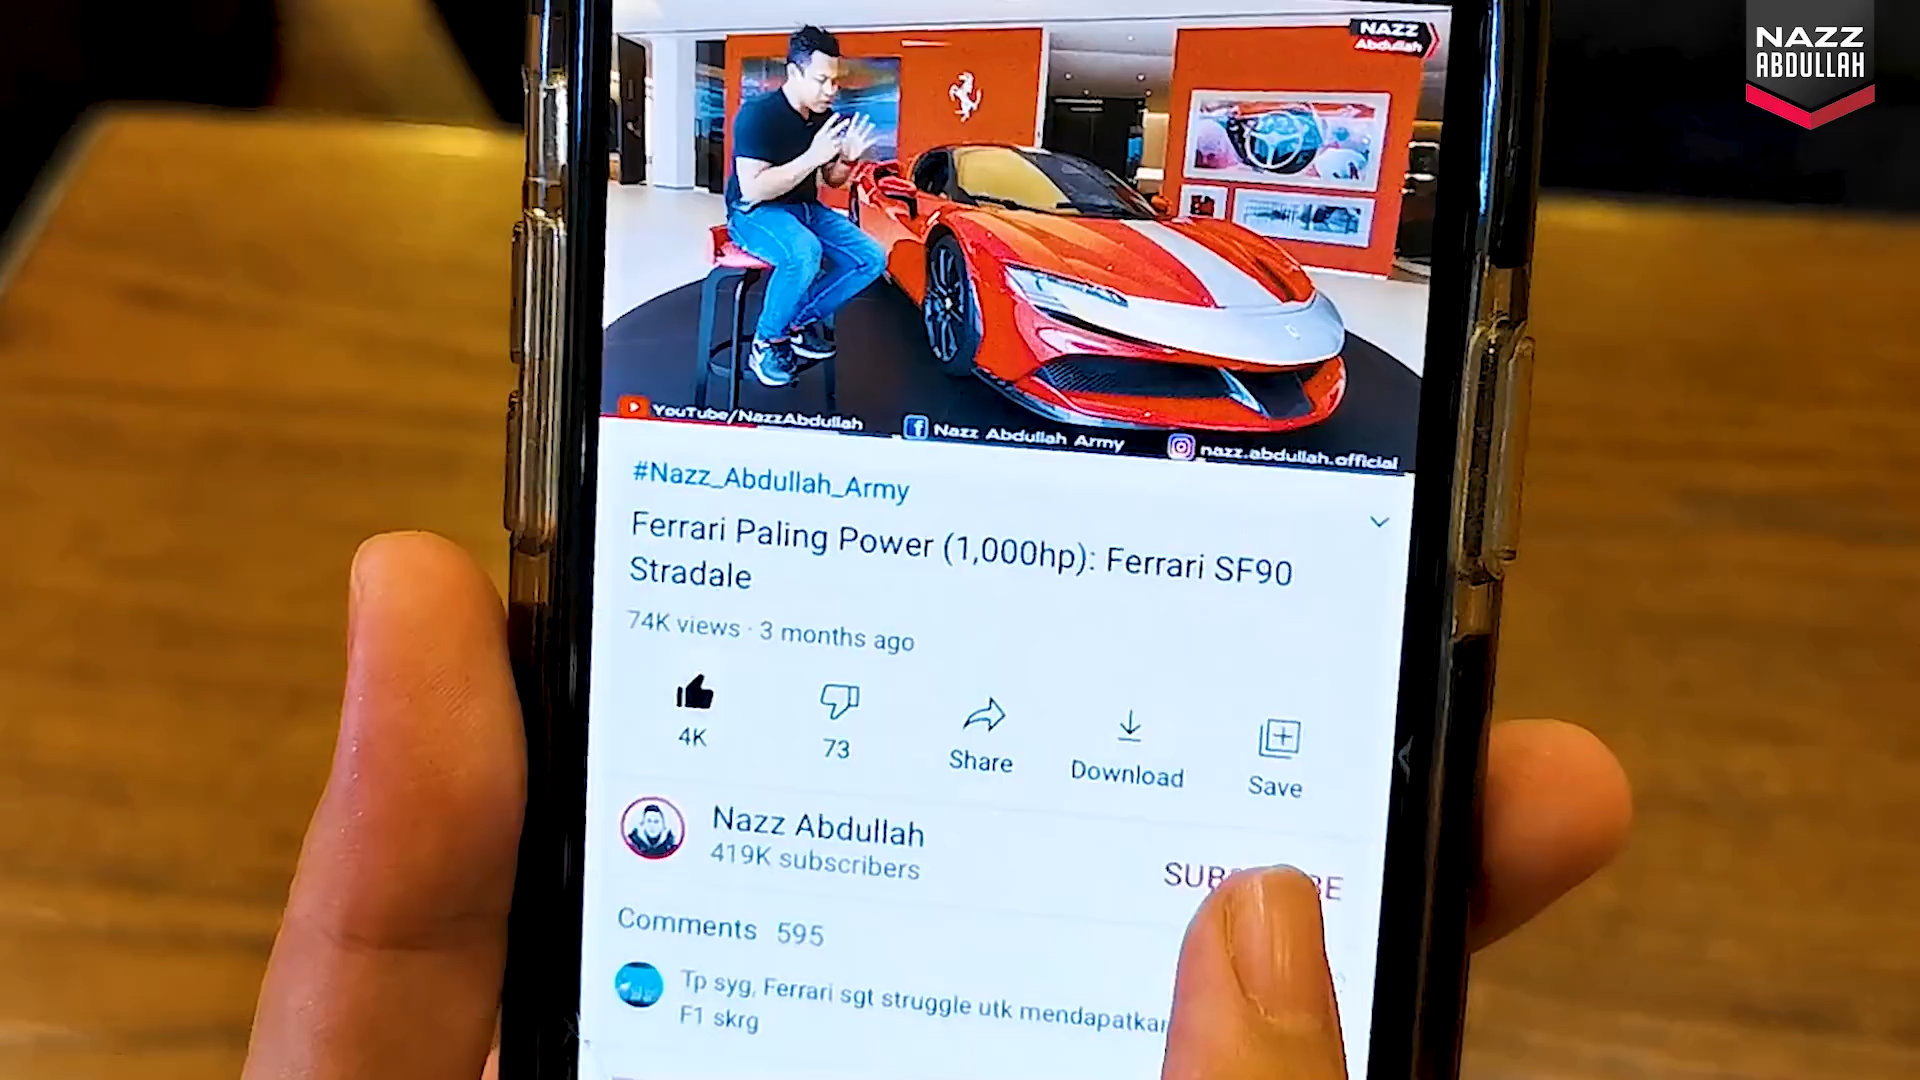 NAZZ
ABDULLAH
NAZZ
Abdullah
YouTube/NazzAbdullah
Nazz Abdullah Army
nazz.abdullah.official
#Nazz_Abdullah_Army
Ferrari Paling Power (1,000hp): Ferrari SF90
Stradale
74K views · 3 months ago
4K
73
Share
Download
Save
Nazz Abdullah
419K subscribers
Comments 595
Tp syg, Ferrari sgt struggle utk mendapatkan
F1 skrg